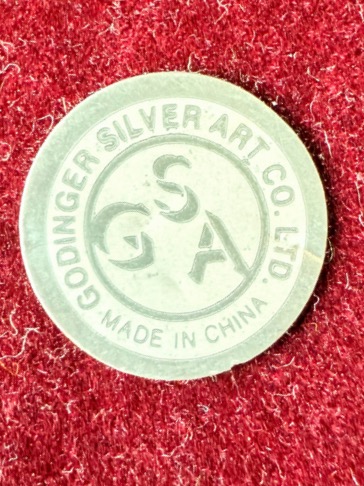 GODINGER SILVER ART CO. LTD.
GSA
MADE IN CHINA